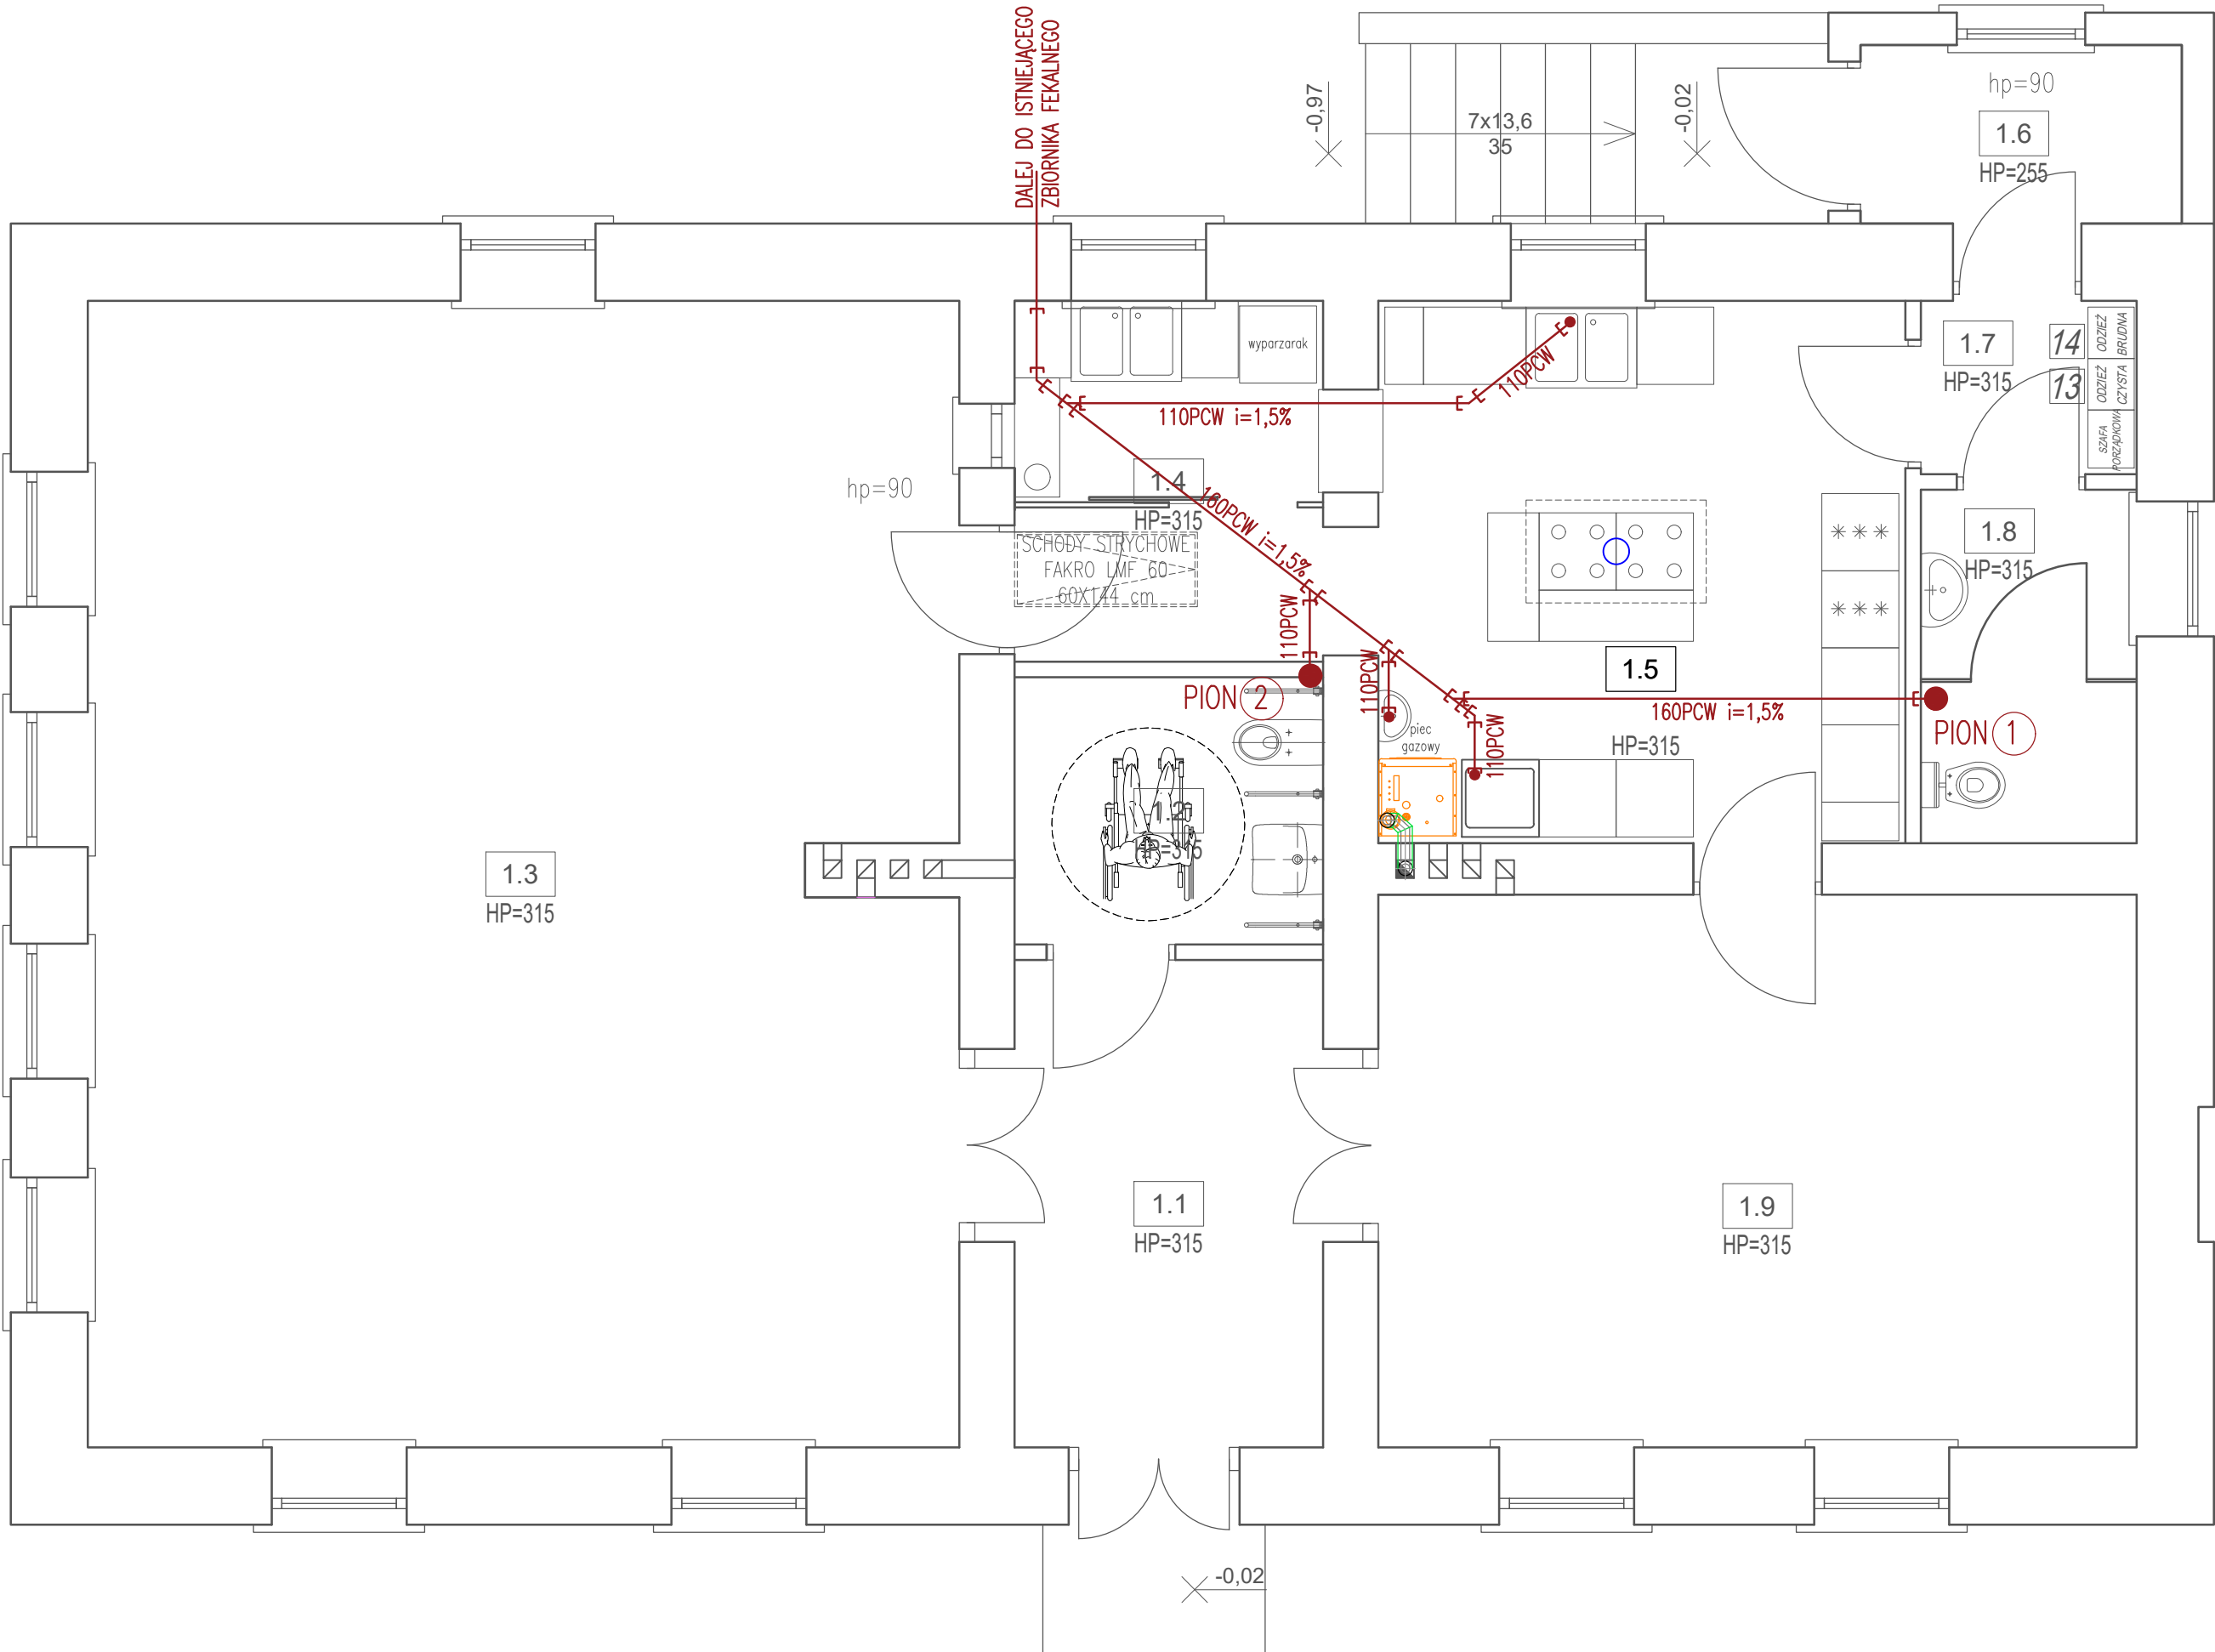 DALEJ DO ISTNIEJĄCEGO
ZBIORNIKA FEKALNEGO
-0,97
7x13,6
35
-0,02
hp=90
1.6
HP=255
wyparzarak
110PCW
110PCW i=1,5%
1.7
HP=315
14
13
ODZIEŻ BRUDNA
ODZIEŻ CZYSTA
SZAFA PORZĄDKOWA
hp=90
1.4
HP=315
160PCW i=1,5%
SCHODY STRYCHOWE
FAKRO LMF 60
60X144 cm
1.8
HP=315
110PCW
110PCW
1.5
PION 2
160PCW i=1,5%
PION 1
piec
gazowy
110PCW
HP=315
1.2
HP=315
1.3
HP=315
1.1
HP=315
1.9
HP=315
-0,02